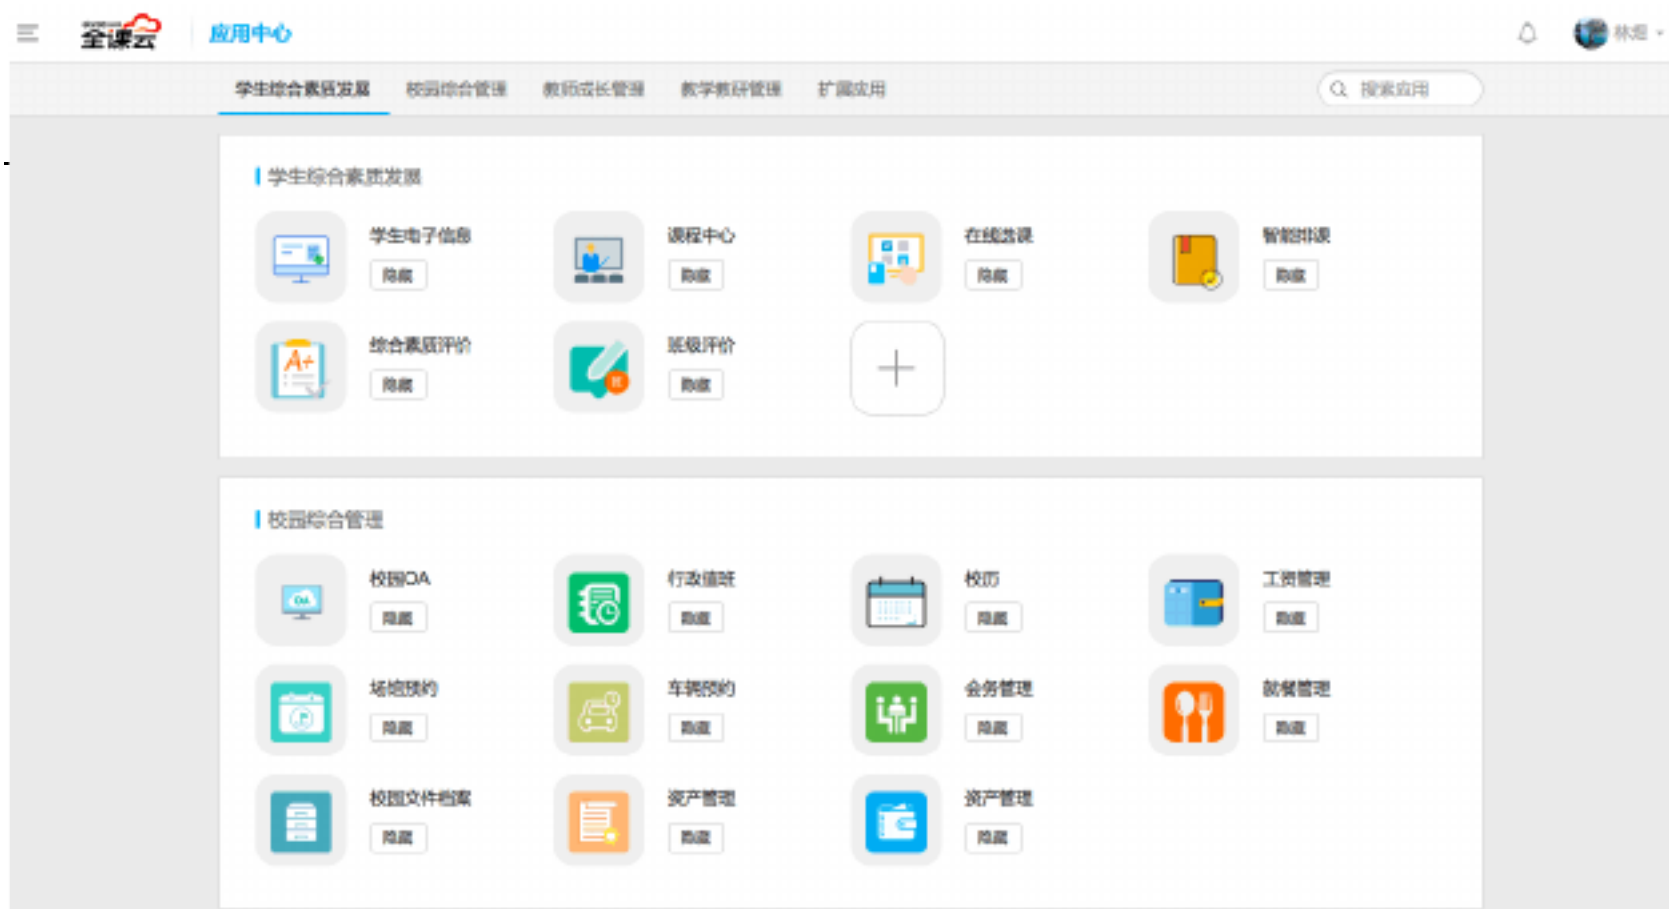 全课云 应用中心 林烟
学生综合素质发展 校园综合管理 教师成长管理 教学教研管理 扩展应用 搜索应用
学生综合素质发展
学生电子信息 课程中心 在线选课 智能排课
隐藏 隐藏 隐藏 隐藏
A+
综合素质评价 班级评价
隐藏 隐藏
校园综合管理
校园OA 行政值班 校历 工资管理
OA
隐藏 隐藏 隐藏 隐藏
场馆预约 车辆预约 会务管理 就餐管理
隐藏 隐藏 隐藏 隐藏
校园文件档案 资产管理 资产管理
隐藏 隐藏 隐藏